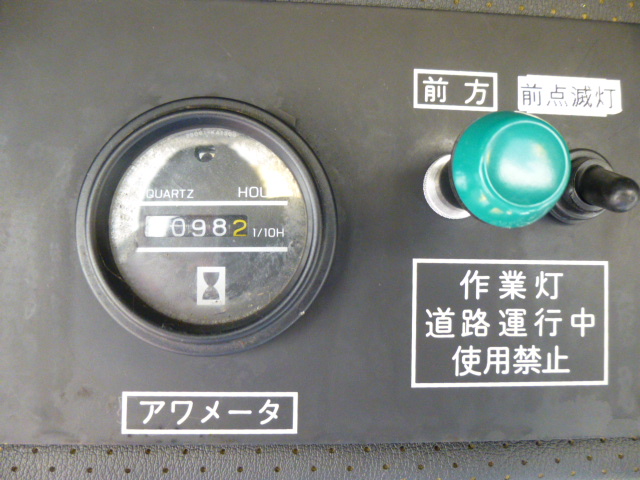 前方
前点滅灯
QUARTZ
HOU
0982 1/10H
作業灯
道路運行中
使用禁止
アワメータ